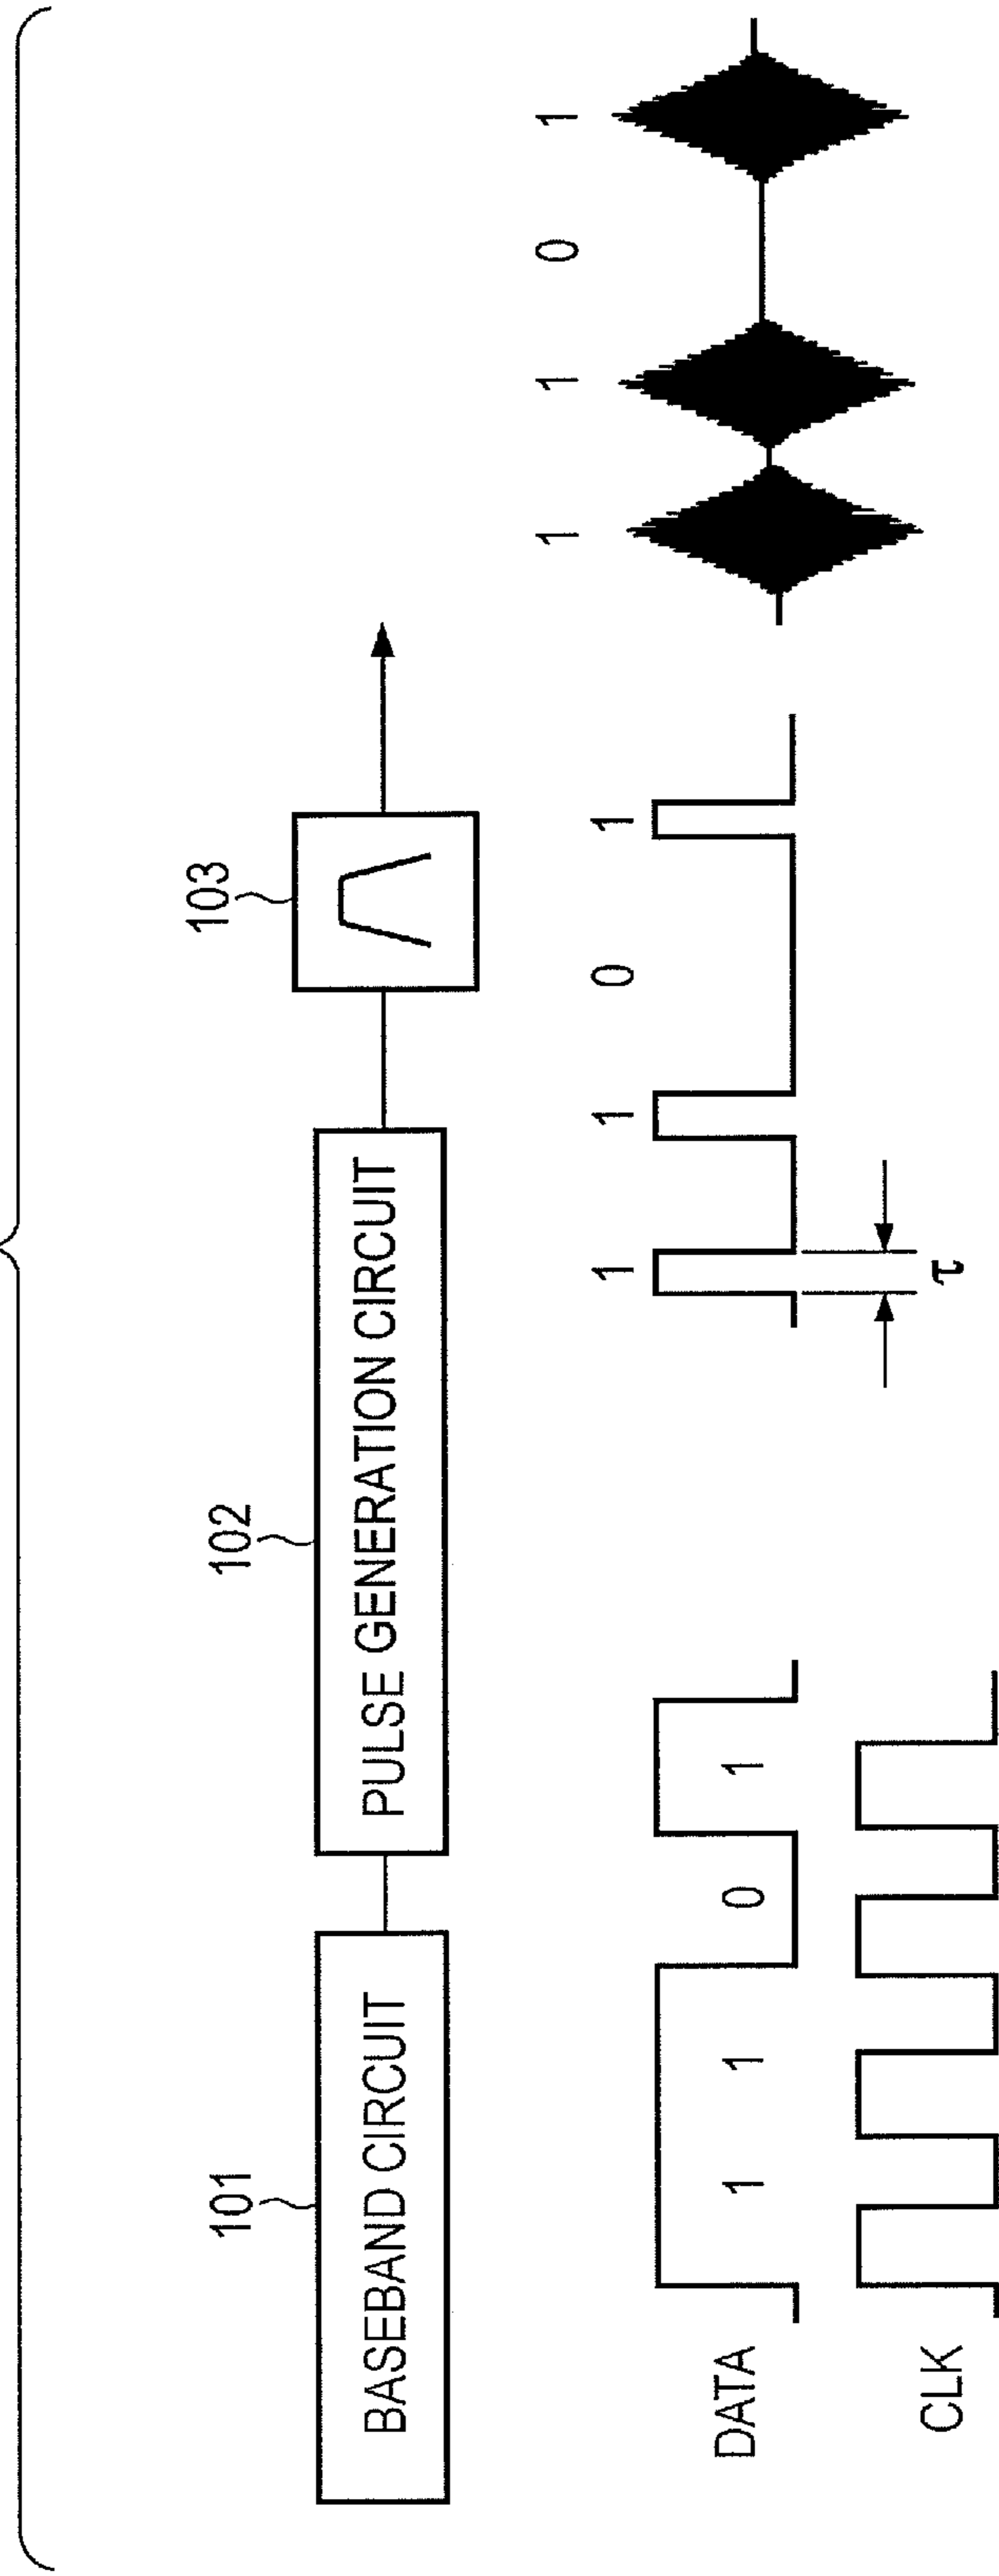 101
BASEBAND CIRCUIT
102
PULSE GENERATION CIRCUIT
103
DATA
1 1 0 1
CLK
1 1 0 1
τ
1 1 0 1